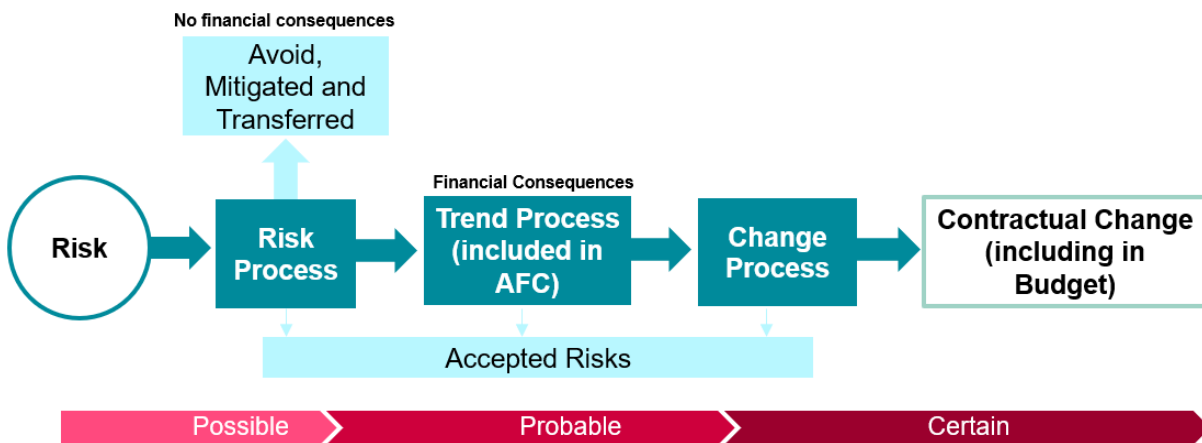 No financial consequences
Avoid,
Mitigated and
Transferred
Financial Consequences
Risk
Risk
Process
Trend Process
(included in
AFC)
Change
Process
Contractual Change
(including in
Budget)
Accepted Risks
Possible
Probable
Certain